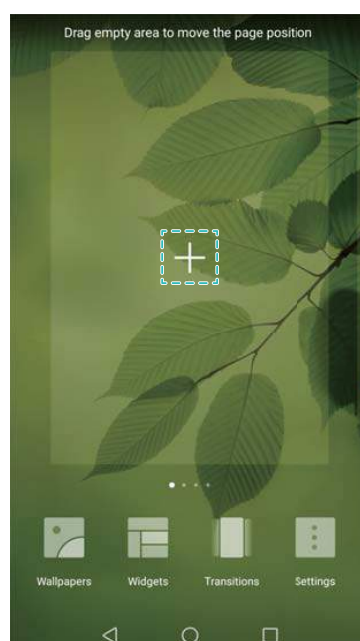 Drag empty area to move the page position
Wallpapers
Widgets
Transitions
Settings